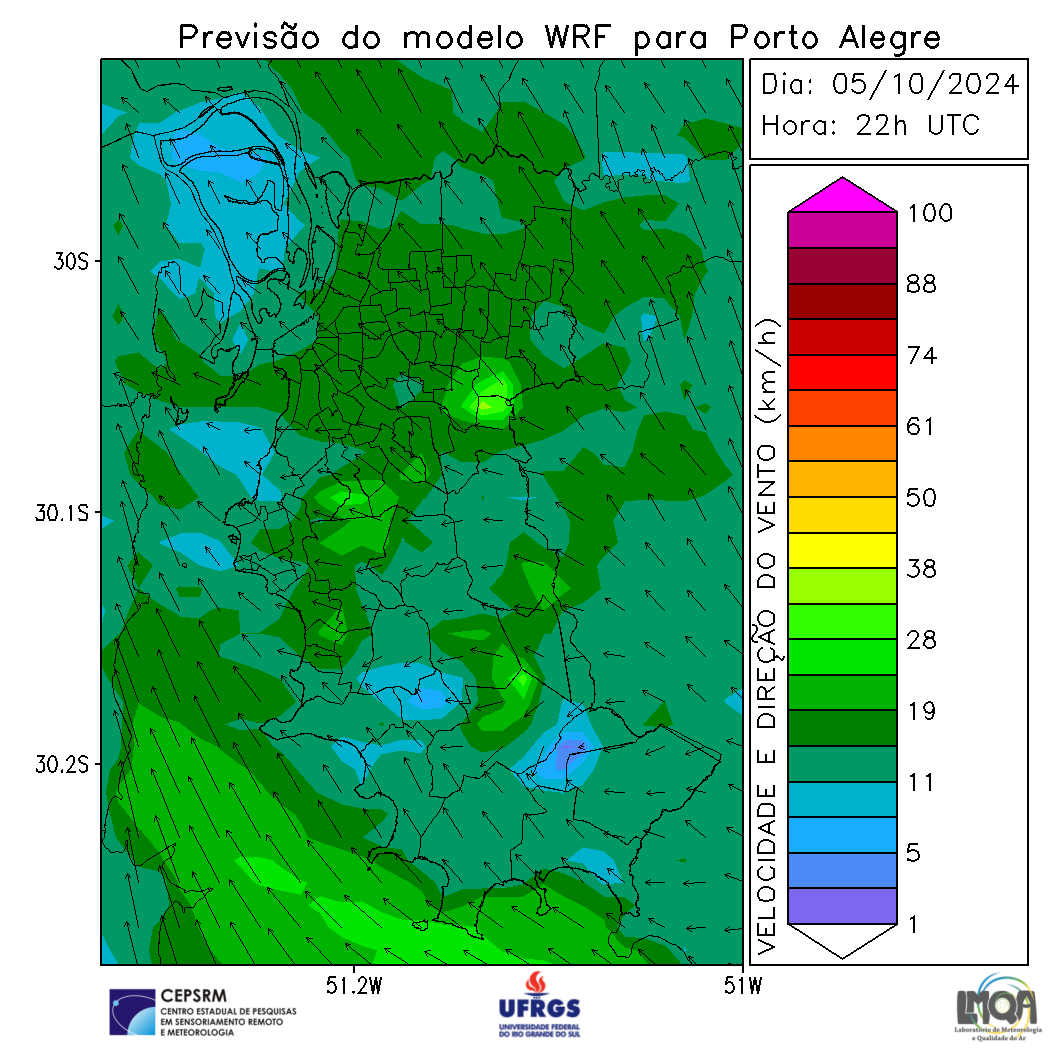 Previsão do modelo WRF para Porto Alegre
Dia: 05/10/2024
Hora: 22h UTC
30S
30.1S
30.2S
51.2W
51W
VELOCIDADE E DIREÇÃO DO VENTO (km/h)
100
88
74
61
50
38
28
19
11
5
1
CEPSRM
CENTRO ESTADUAL DE PESQUISAS
EM SENSORIAMENTO REMOTO
E METEOROLOGIA
UFRGS
UNIVERSIDADE FEDERAL
DO RIO GRANDE DO SUL
LMQA
Laboratório de Meteorologia
e Qualidade do Ar